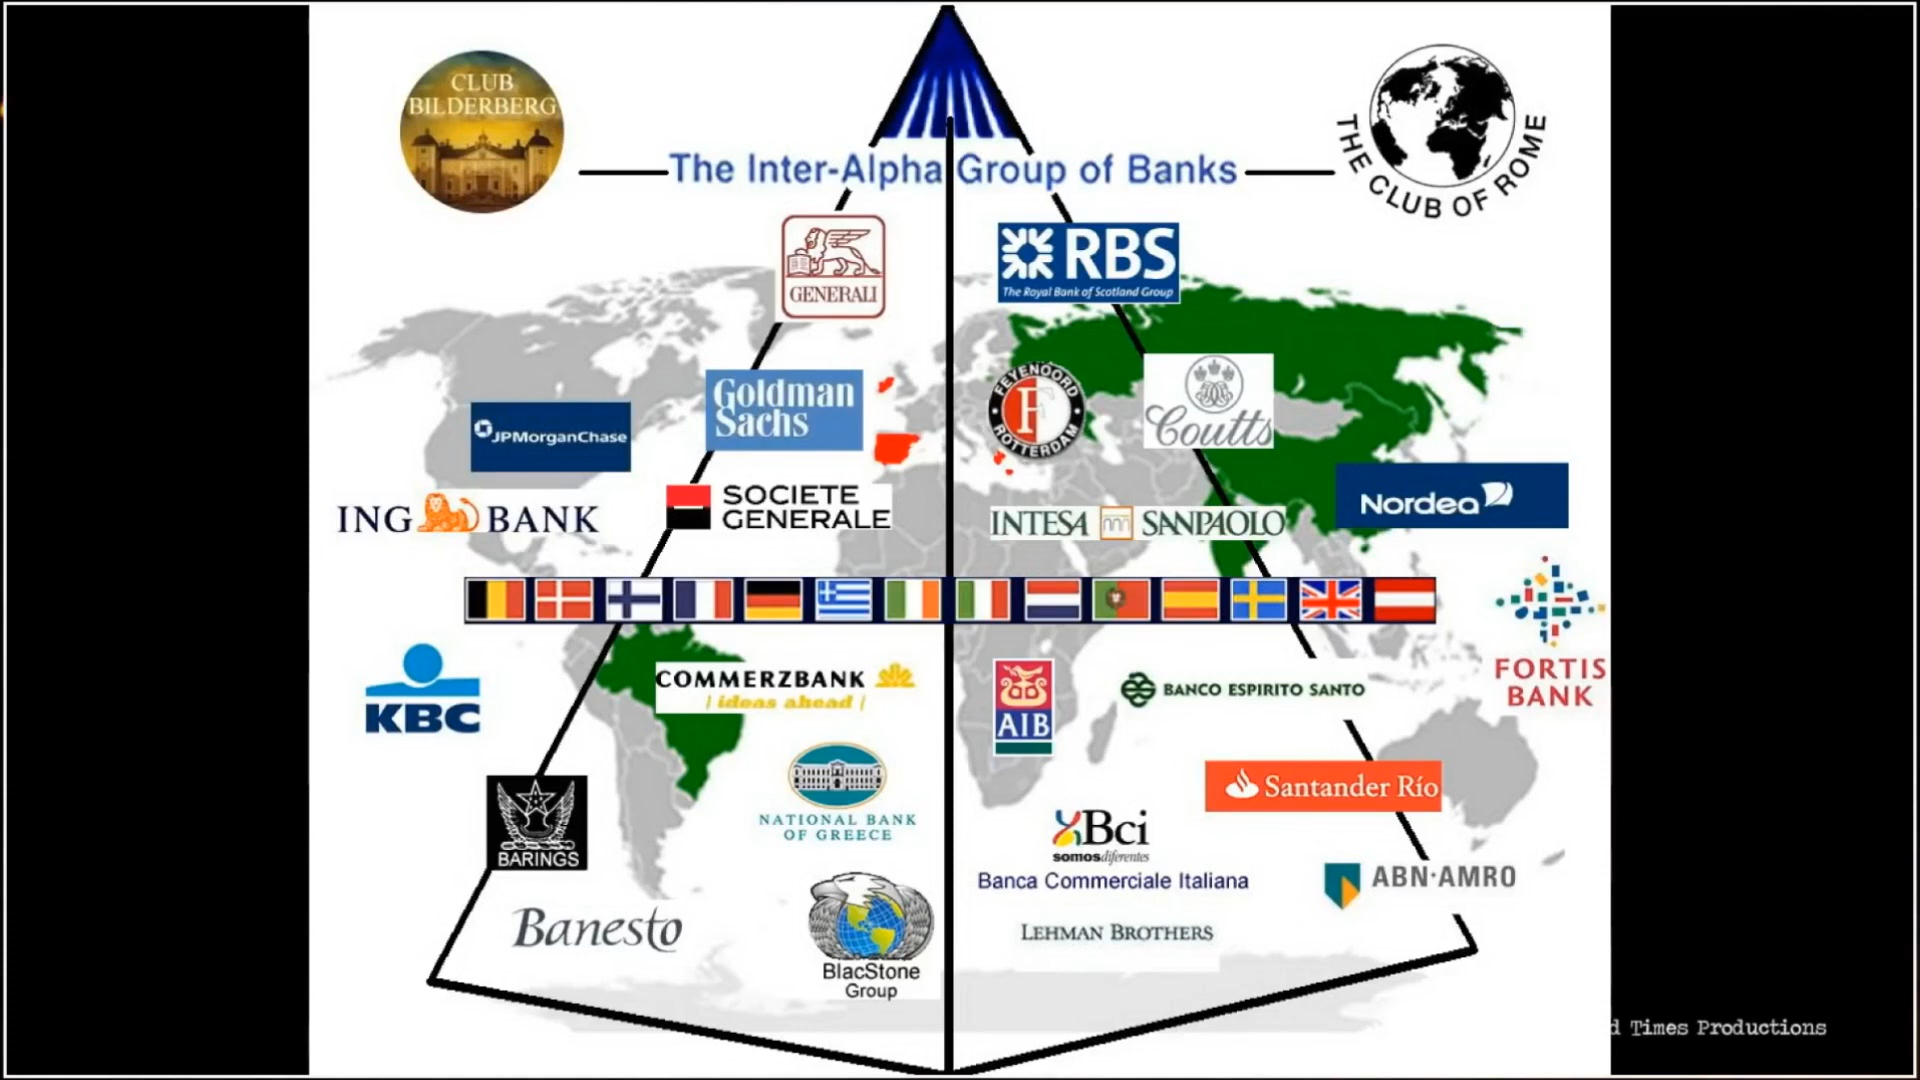 CLUB
BILDERBERG
The Inter-Alpha Group of Banks
THE CLUB OF ROME
GENERALI
RBS
The Royal Bank of Scotland Group
Goldman
Sachs
JPMorganChase
FEYENOORD
F
ROTTERDAM
Coutts
ING BANK
SOCIETE
GENERALE
INTESA SANPAOLO
Nordea
FORTIS
BANK
KBC
COMMERZBANK
| ideas ahead |
AIB
BANCO ESPIRITO SANTO
NATIONAL BANK
OF GREECE
Santander Río
BARINGS
Bci
somosdiferentes
Banca Commerciale Italiana
ABN·AMRO
Banesto
LEHMAN BROTHERS
BlacStone
Group
d Times Productions